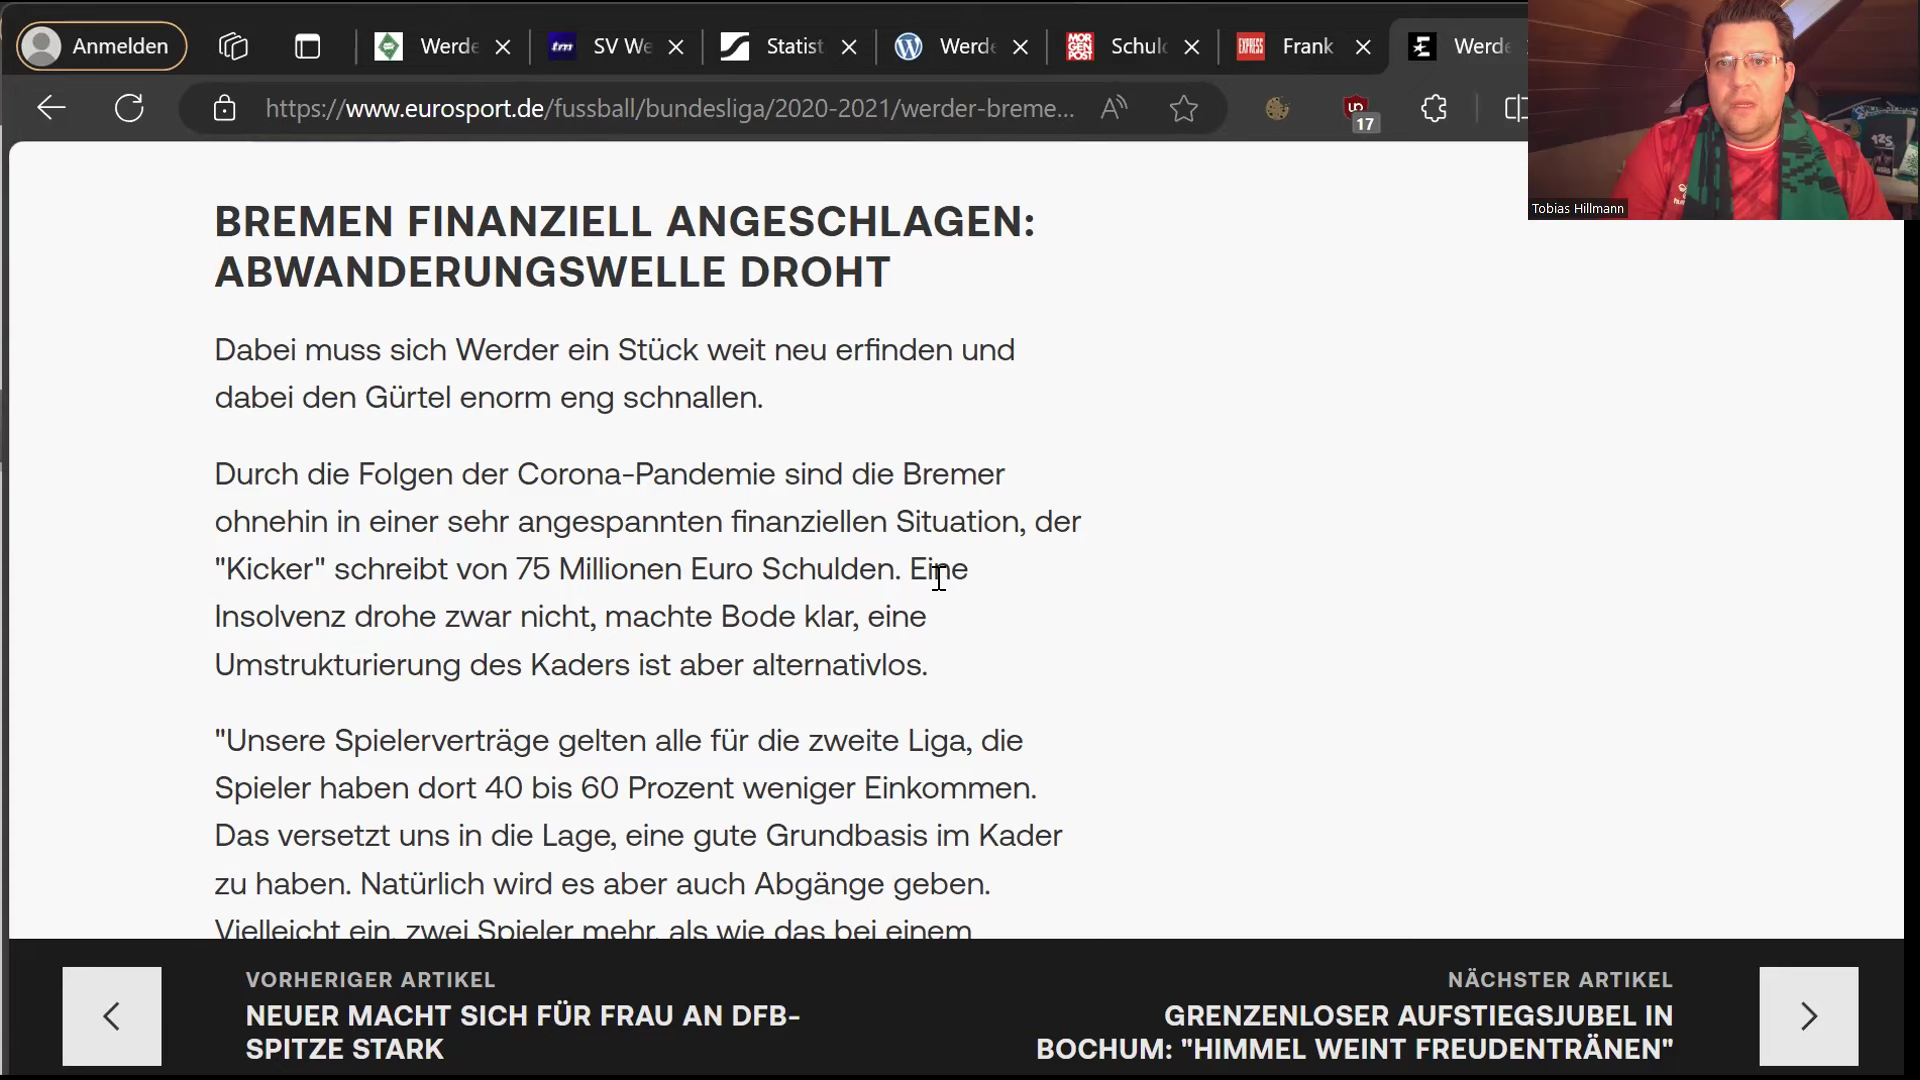 Anmelden
Werde
tm
SV We
Statist
Werde
MOR GEN POST
Schulc
EXPRESS
Frank
Werde
https://www.eurosport.de/fussball/bundesliga/2020-2021/werder-breme...
17
Tobias Hillmann
125
BREMEN FINANZIELL ANGESCHLAGEN:
ABWANDERUNGSWELLE DROHT
Dabei muss sich Werder ein Stück weit neu erfinden und
dabei den Gürtel enorm eng schnallen.
Durch die Folgen der Corona-Pandemie sind die Bremer
ohnehin in einer sehr angespannten finanziellen Situation, der
"Kicker" schreibt von 75 Millionen Euro Schulden. Eine
Insolvenz drohe zwar nicht, machte Bode klar, eine
Umstrukturierung des Kaders ist aber alternativlos.
"Unsere Spielerverträge gelten alle für die zweite Liga, die
Spieler haben dort 40 bis 60 Prozent weniger Einkommen.
Das versetzt uns in die Lage, eine gute Grundbasis im Kader
zu haben. Natürlich wird es aber auch Abgänge geben.
Vielleicht ein, zwei Spieler mehr, als wie das bei einem
VORHERIGER ARTIKEL
NEUER MACHT SICH FÜR FRAU AN DFB-
SPITZE STARK
NÄCHSTER ARTIKEL
GRENZENLOSER AUFSTIEGSJUBEL IN
BOCHUM: "HIMMEL WEINT FREUDENTRÄNEN"